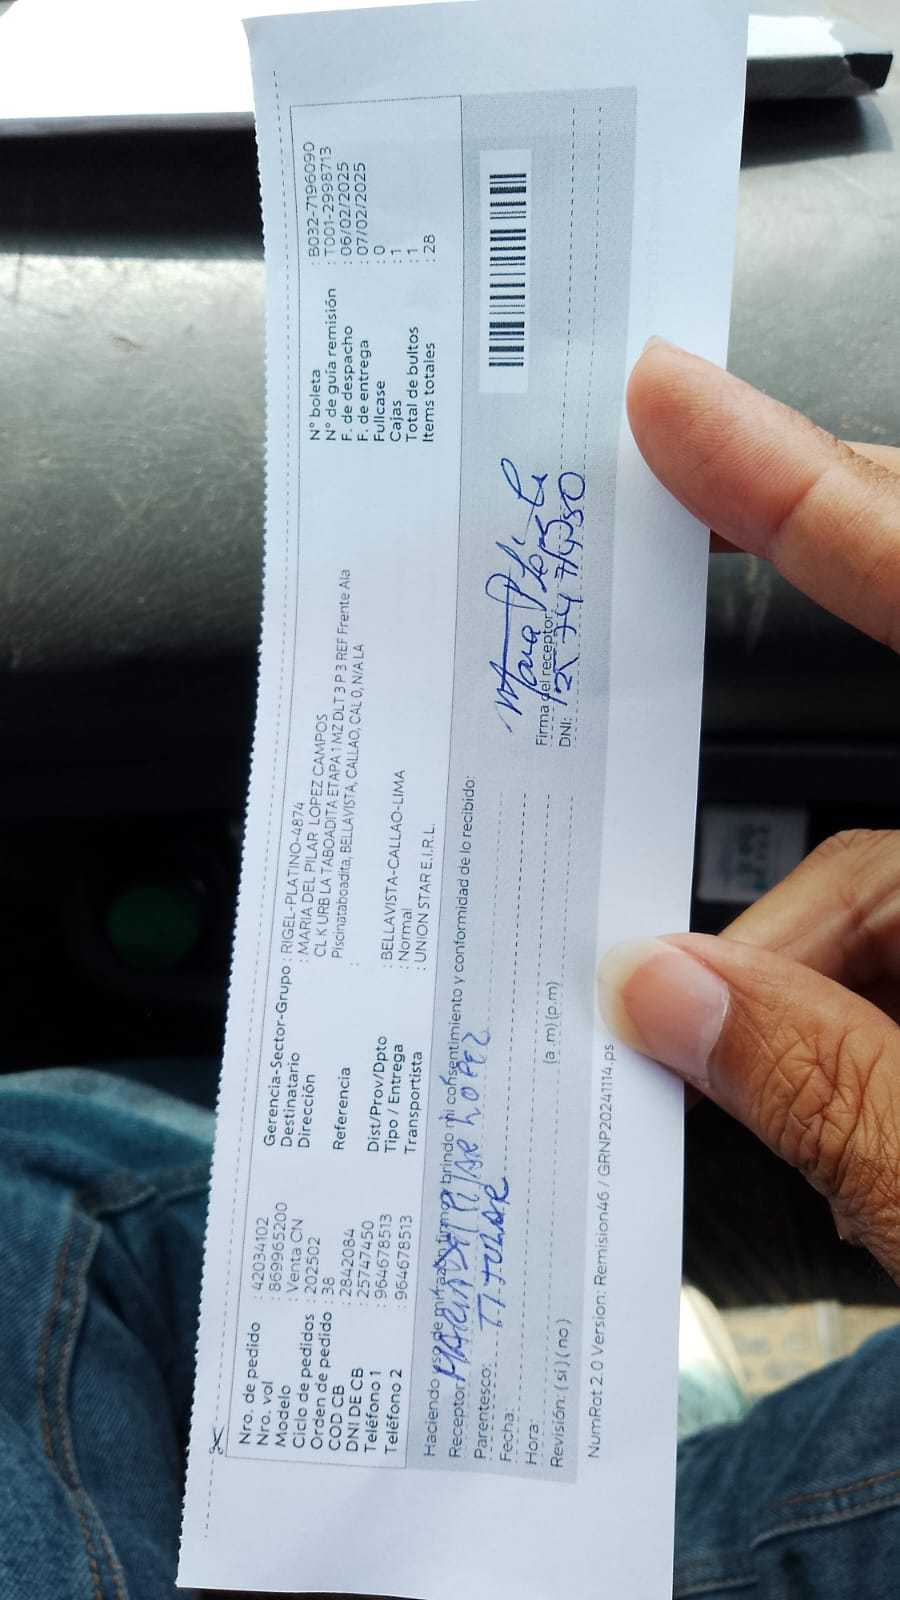 Nro. de pedido : 42034102
Nro. vol : 869965200
Modelo : Venta CN
Ciclo de pedidos : 202502
Orden de pedido : 38
COD CB : 2842084
DNI DE CB : 25747450
Teléfono 1 : 964678513
Teléfono 2 : 964678513
Gerencia-Sector-Grupo : RIGEL-PLATINO-4874
Destinatario : MARIA DEL PILAR LOPEZ CAMPOS
Dirección CL K URB LA TABOADITA ETAPA 1 MZ DLT 3 P 3 REF Frente Ala
Piscinataboadita, BELLAVISTA, CALLAO, CAL 0, N/A LA
Referencia :
Dist/Prov/Dpto : BELLAVISTA-CALLAO-LIMA
Tipo / Entrega : Normal
Transportista : UNION STAR E.I.R.L.
N° boleta : B032-7196090
N° de guía remisión : T001-2998713
F. de despacho : 06/02/2025
F. de entrega : 07/02/2025
Fullcase : 0
Cajas : 1
Total de bultos : 1
Items totales : 28
Haciendo uso de mi razón firmo y brindo mi consentimiento y conformidad de lo recibido:
Receptor: MARIA DEL PILAR LOPEZ
Parentesco: TITULAR
Fecha:
Hora: (a .m) (p.m)
Revisión: ( si ) ( no )
Firma del receptor:
DNI: 25747450
NumRot 2.0 Version: Remision46 / GRNP20241114.ps